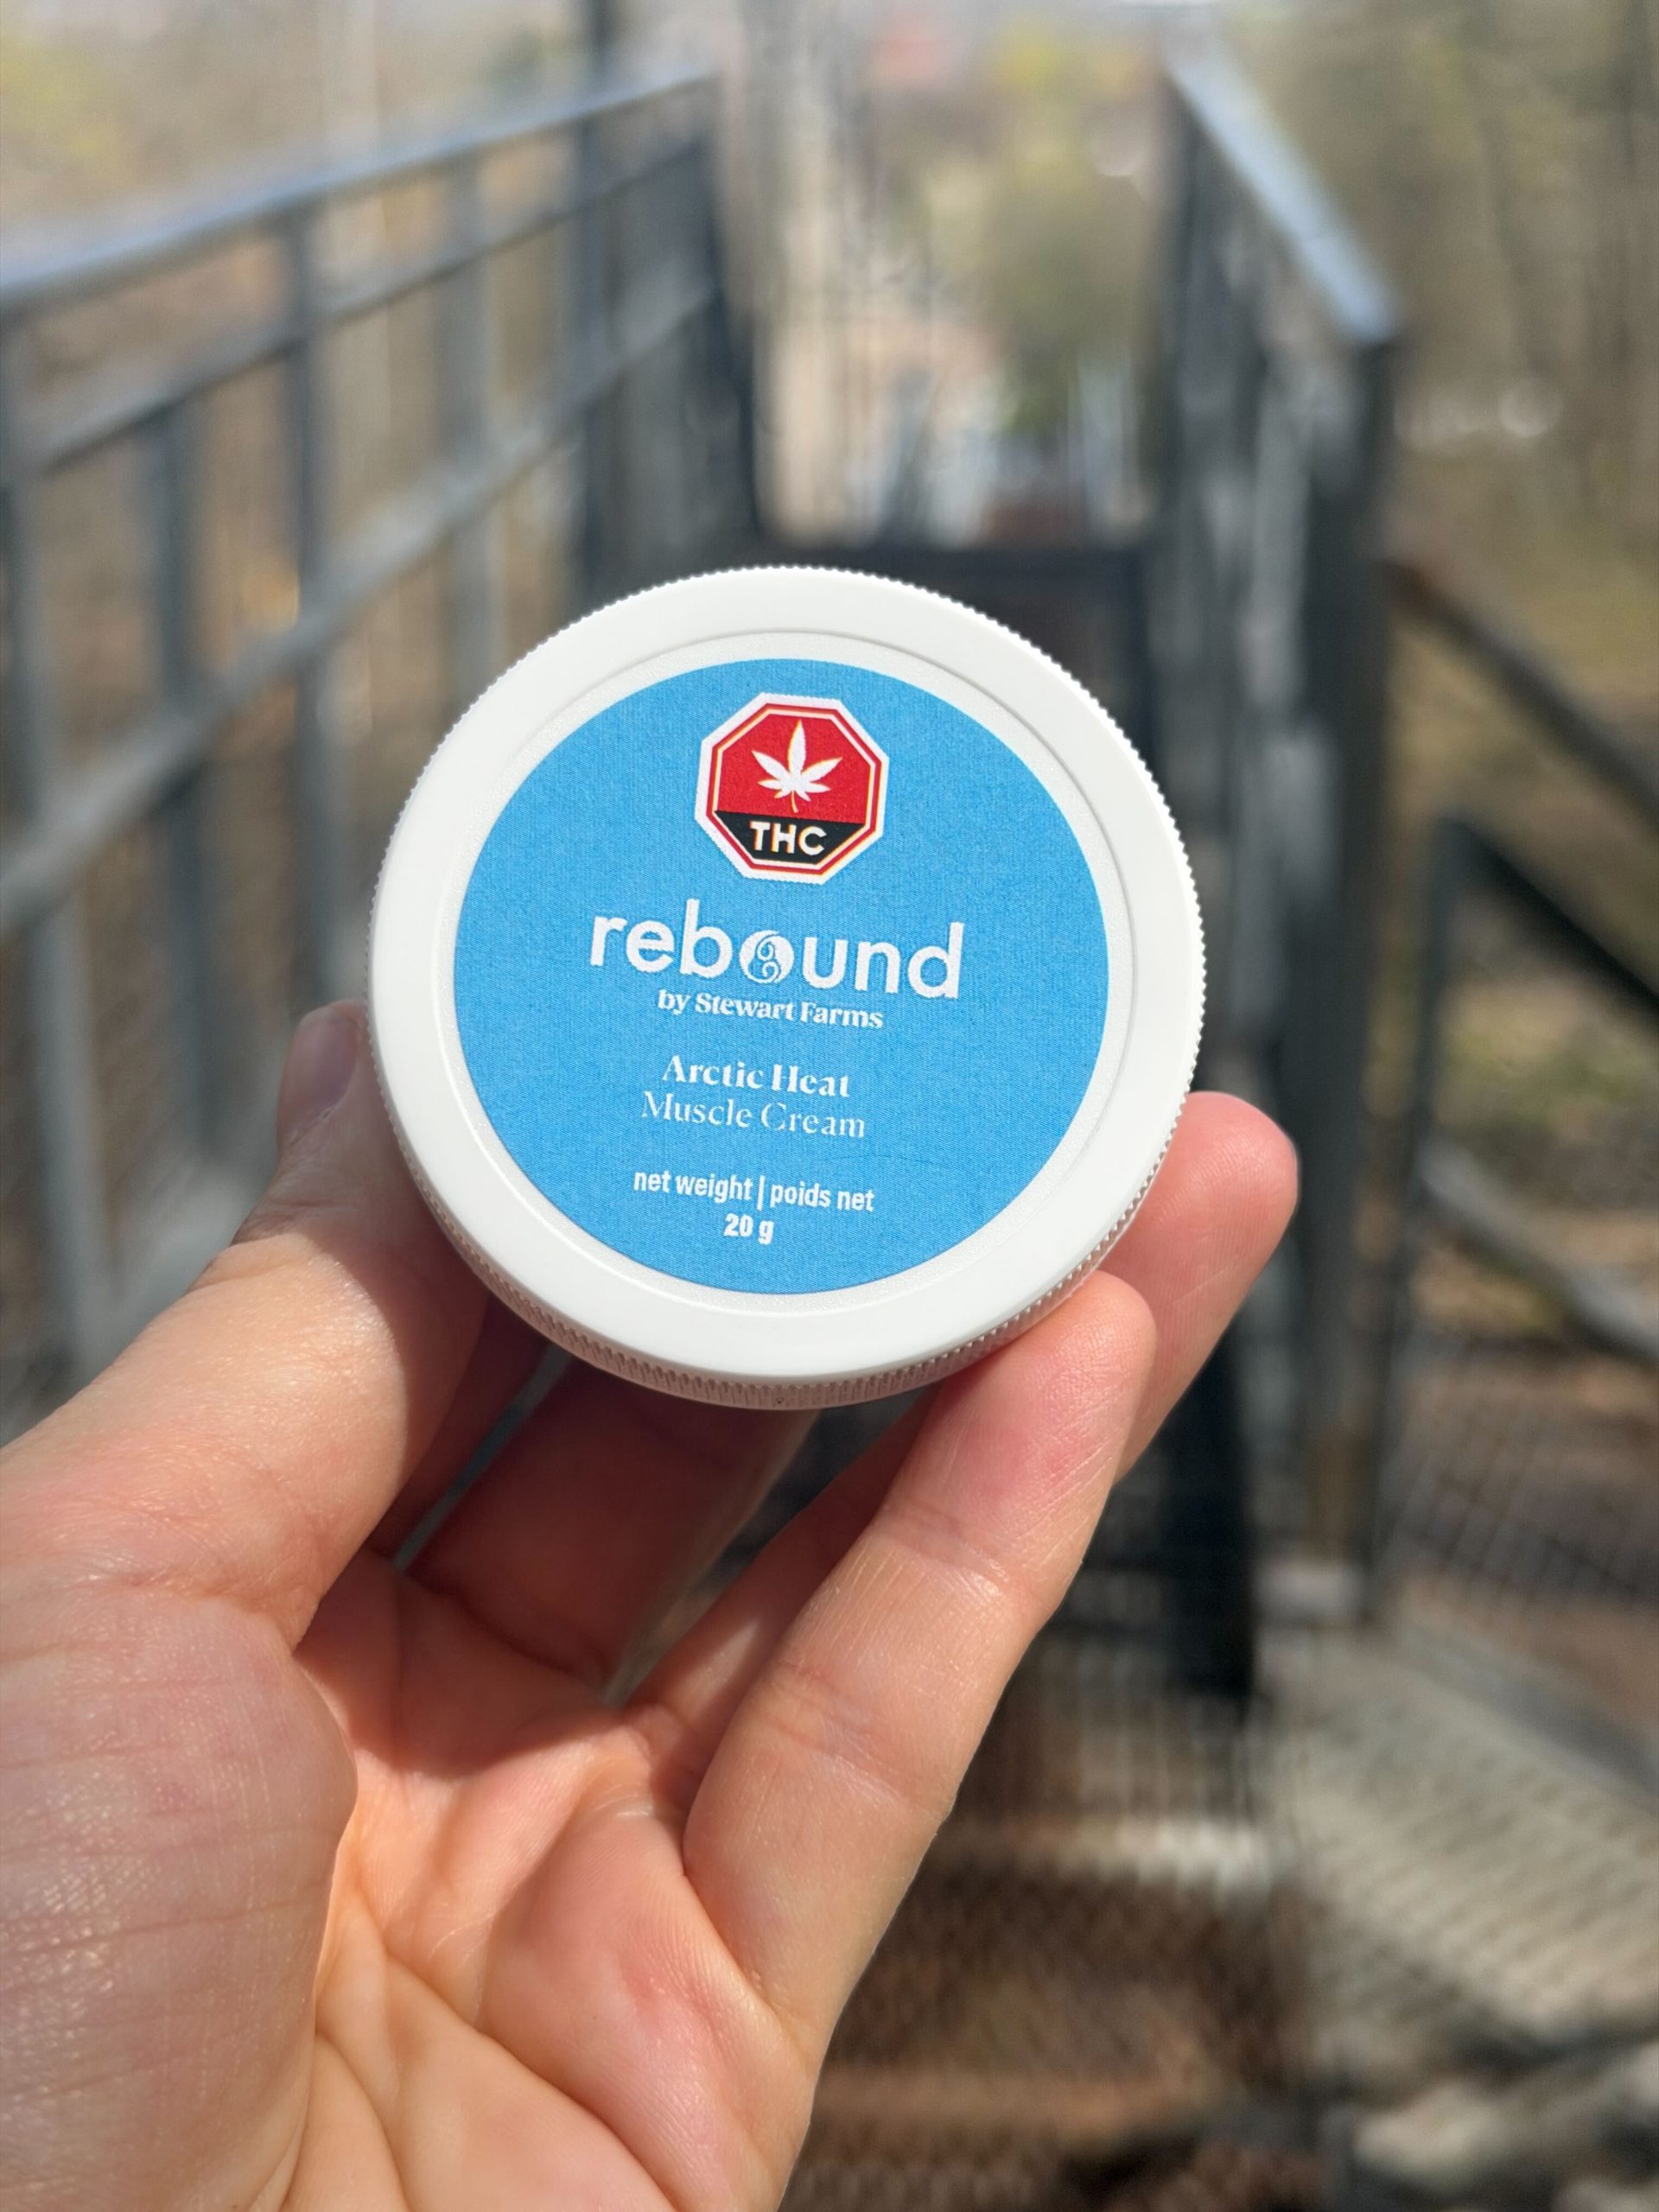 THC
rebound
by Stewart Farms
Arctic Heat
Muscle Cream
net weight | poids net
20 g